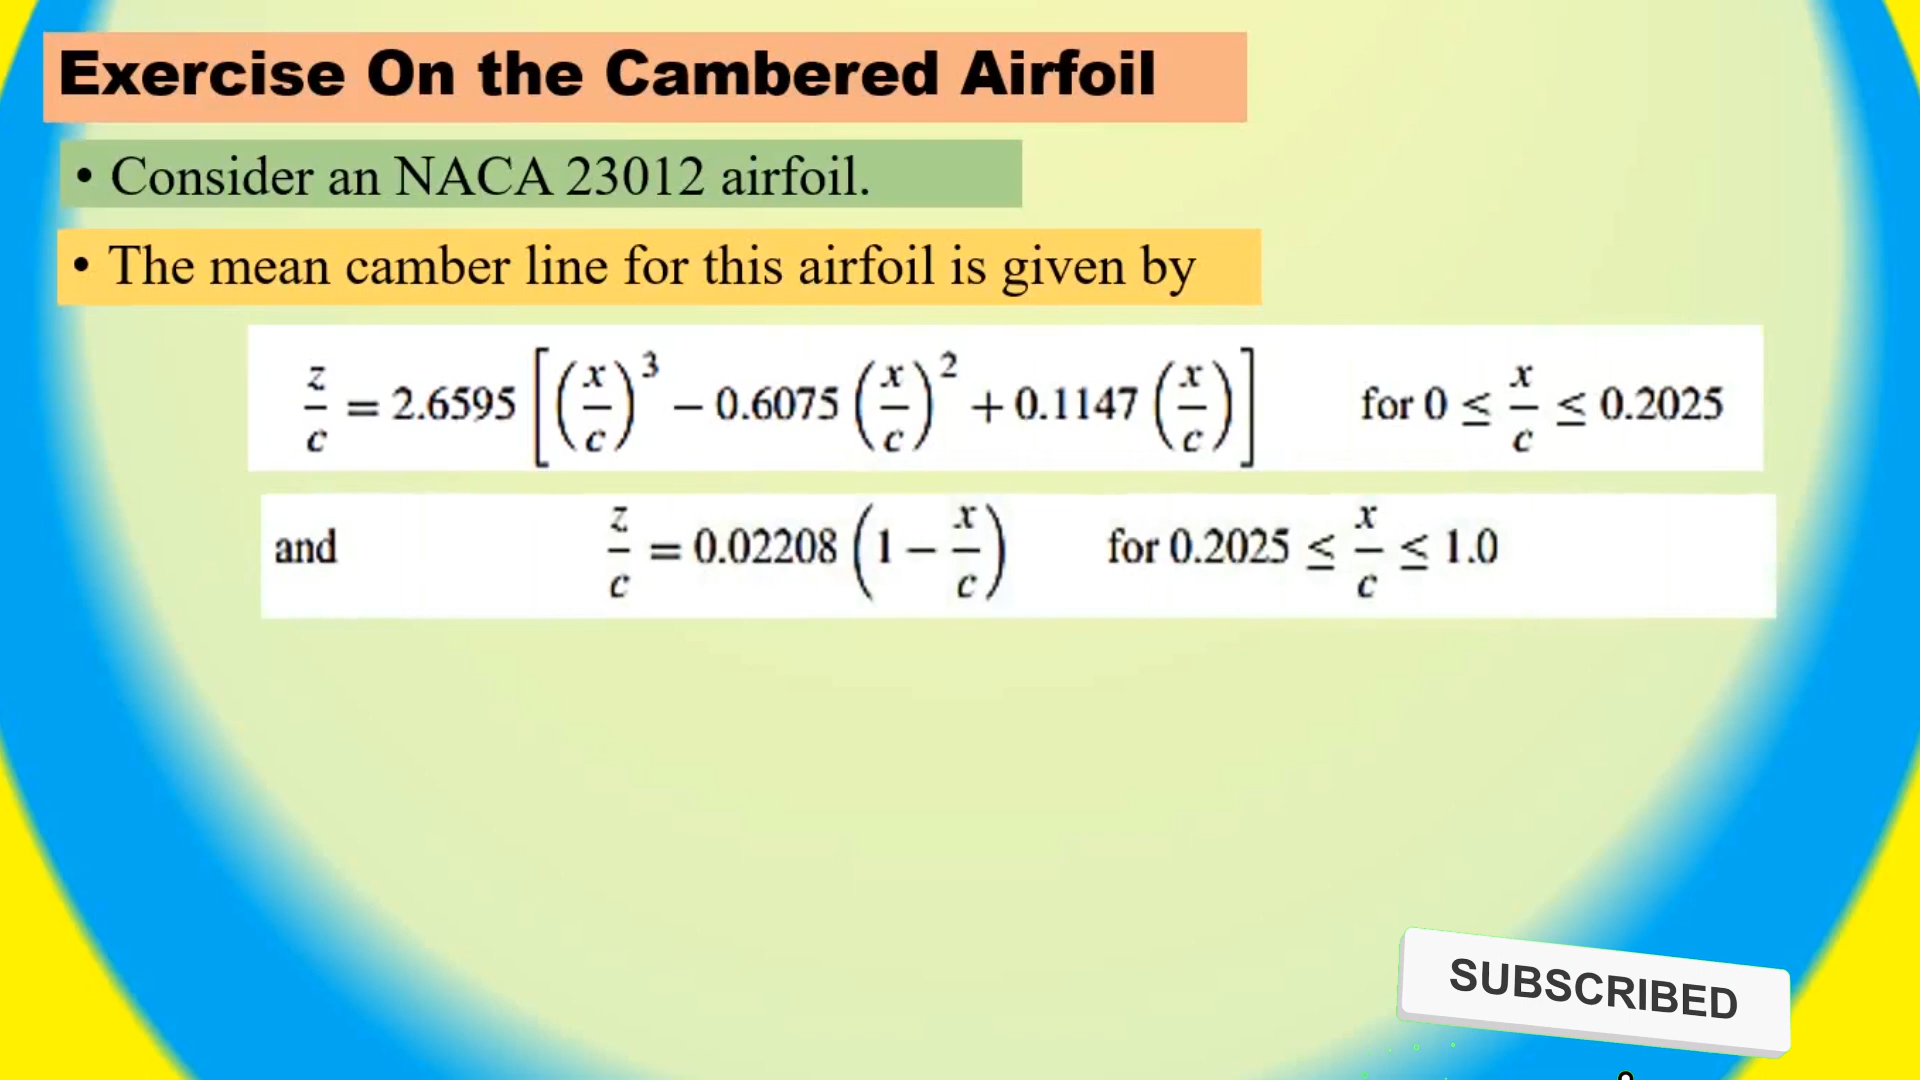 Exercise On the Cambered Airfoil
• Consider an NACA 23012 airfoil.
• The mean camber line for this airfoil is given by
z/c = 2.6595 [(x/c)³ − 0.6075 (x/c)² + 0.1147 (x/c)] for 0 ≤ x/c ≤ 0.2025
and z/c = 0.02208 (1 − x/c) for 0.2025 ≤ x/c ≤ 1.0
SUBSCRIBED